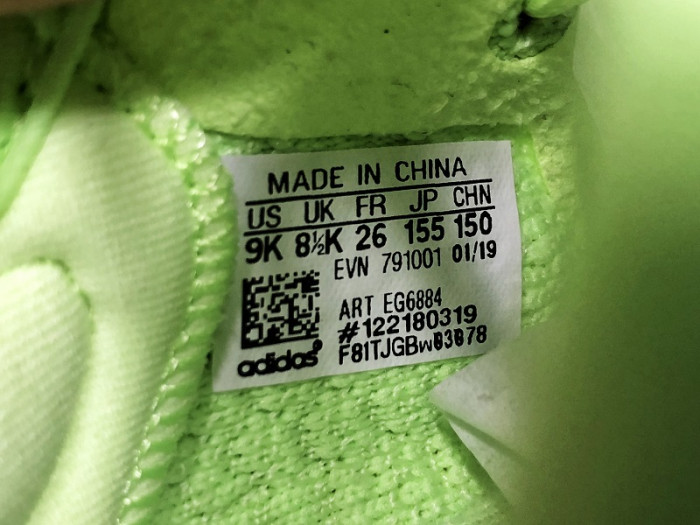 MADE IN CHINA
US UK FR JP CHN
9K 8½K 26 155 150
EVN 791001 01/19
ART EG6884
#122180319
adidas®